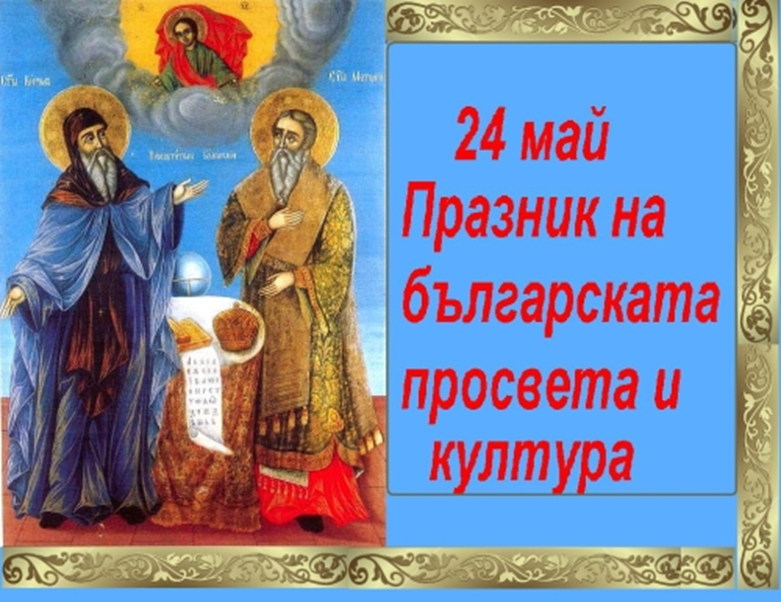 24 май
Празник на
българската
просвета и
култура